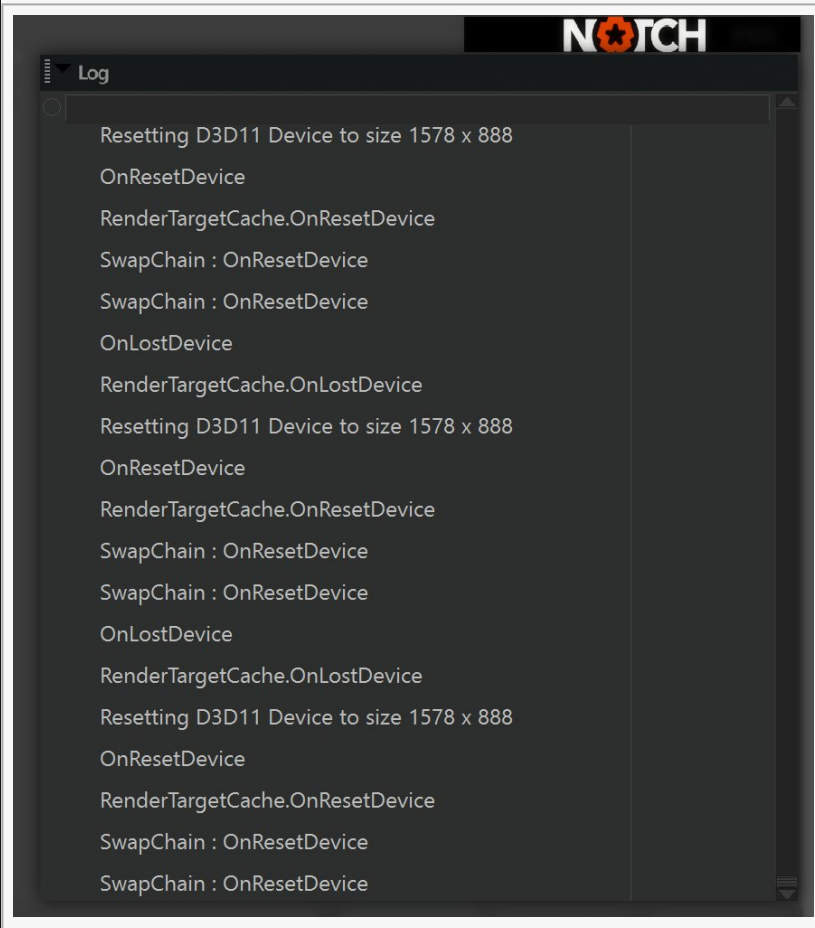 NOTCH
Log
Resetting D3D11 Device to size 1578 x 888
OnResetDevice
RenderTargetCache.OnResetDevice
SwapChain : OnResetDevice
SwapChain : OnResetDevice
OnLostDevice
RenderTargetCache.OnLostDevice
Resetting D3D11 Device to size 1578 x 888
OnResetDevice
RenderTargetCache.OnResetDevice
SwapChain : OnResetDevice
SwapChain : OnResetDevice
OnLostDevice
RenderTargetCache.OnLostDevice
Resetting D3D11 Device to size 1578 x 888
OnResetDevice
RenderTargetCache.OnResetDevice
SwapChain : OnResetDevice
SwapChain : OnResetDevice